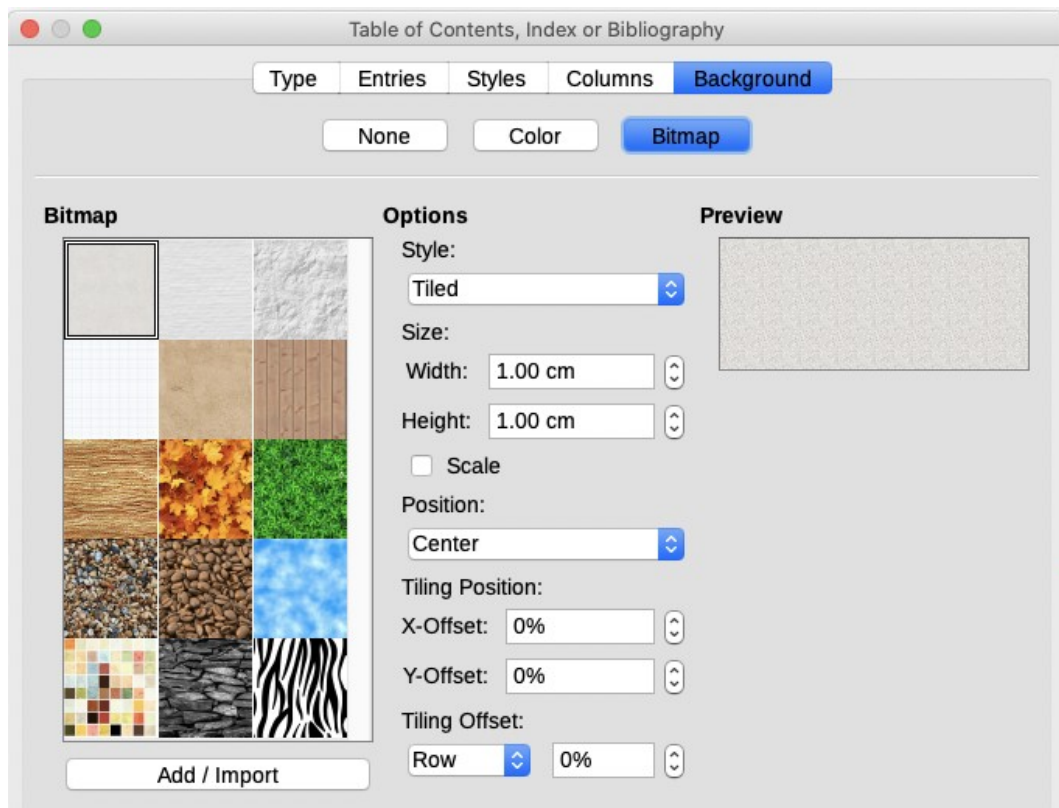 Table of Contents, Index or Bibliography
Type Entries Styles Columns Background
None Color Bitmap
Bitmap
Add / Import
Options
Style:
Tiled
Size:
Width: 1.00 cm
Height: 1.00 cm
Scale
Position:
Center
Tiling Position:
X-Offset: 0%
Y-Offset: 0%
Tiling Offset:
Row 0%
Preview